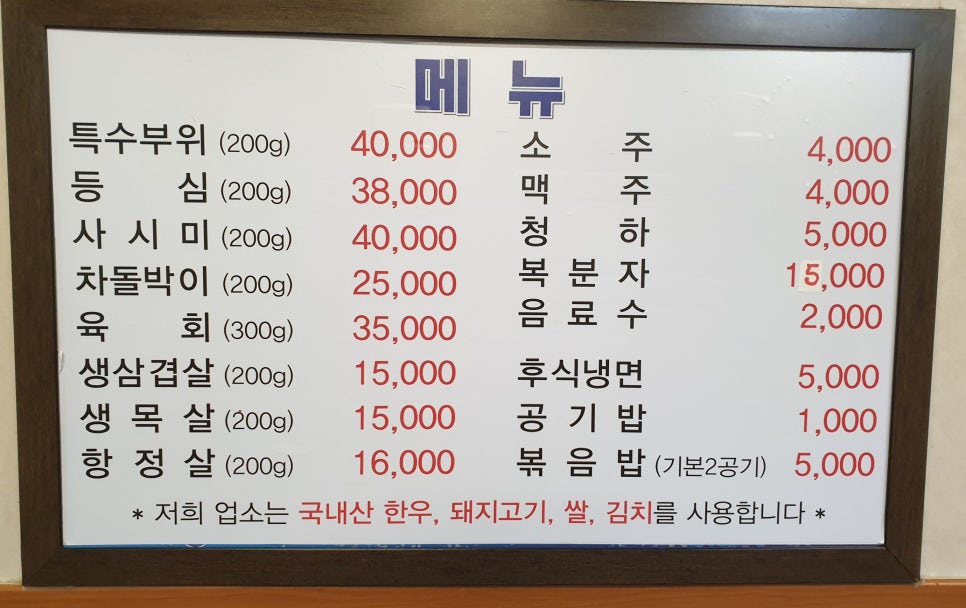 메 뉴
특수부위 (200g) 40,000
등 심 (200g) 38,000
사 시 미 (200g) 40,000
차돌박이 (200g) 25,000
육 회 (300g) 35,000
생삼겹살 (200g) 15,000
생 목 살 (200g) 15,000
항 정 살 (200g) 16,000
소 주 4,000
맥 주 4,000
청 하 5,000
복 분 자 15,000
음 료 수 2,000
후식냉면 5,000
공 기 밥 1,000
볶 음 밥 (기본2공기) 5,000
* 저희 업소는 국내산 한우, 돼지고기, 쌀, 김치를 사용합니다 *